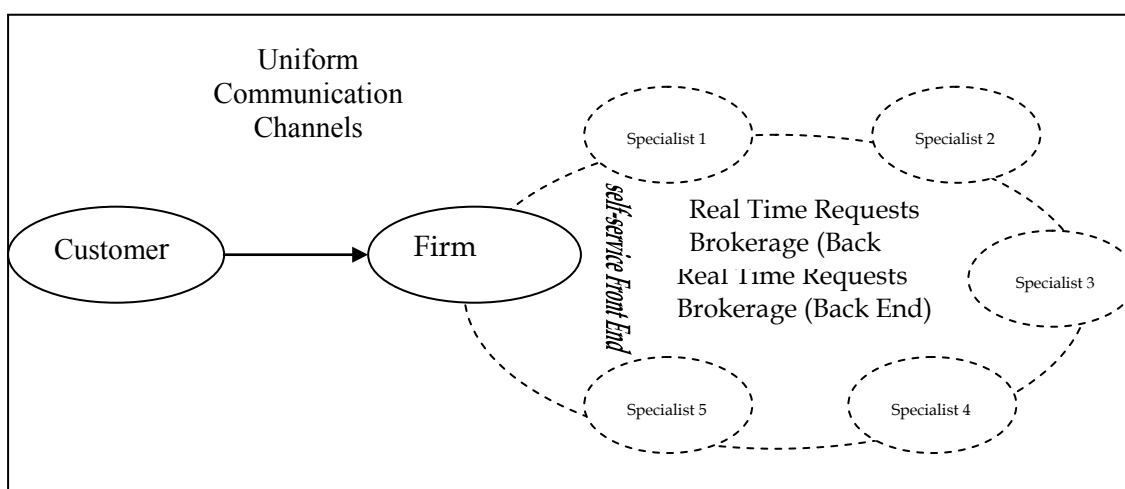 Uniform
Communication
Channels
Customer
Firm
self-service Front End
Specialist 1
Specialist 2
Real Time Requests
Brokerage (Back
Real Time Requests
Brokerage (Back End)
Specialist 3
Specialist 5
Specialist 4